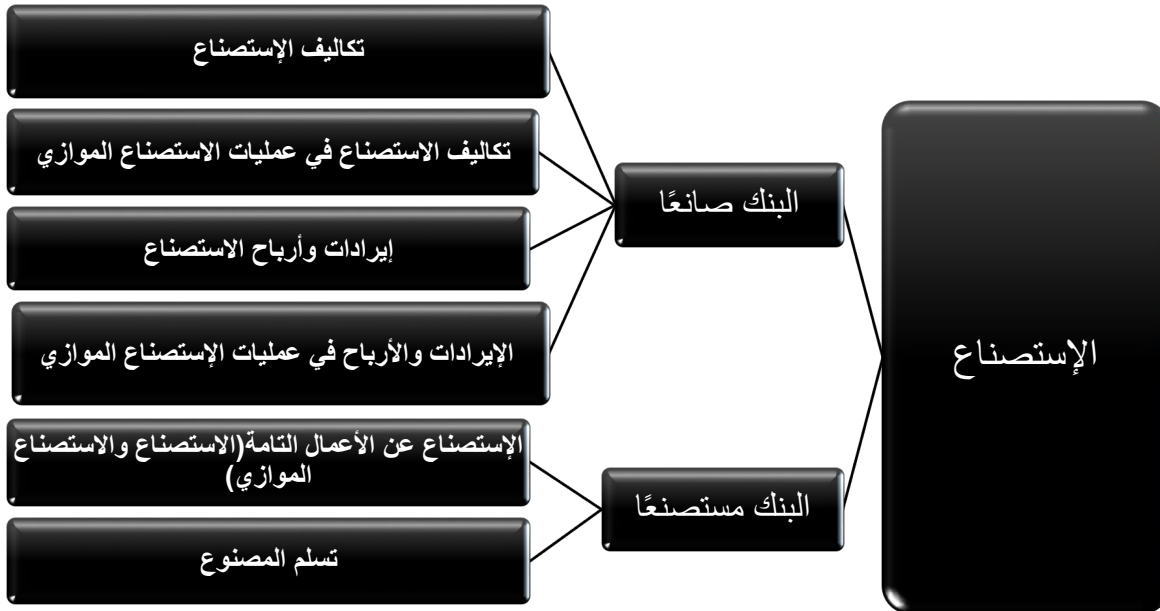 الإستصناع
البنك صانعًا
تكاليف الإستصناع
تكاليف الاستصناع في عمليات الاستصناع الموازي
إيرادات وأرباح الاستصناع
الإيرادات والأرباح في عمليات الإستصناع الموازي
البنك مستصنعًا
الإستصناع عن الأعمال التامة(الاستصناع والاستصناع
الموازي)
تسلم المصنوع